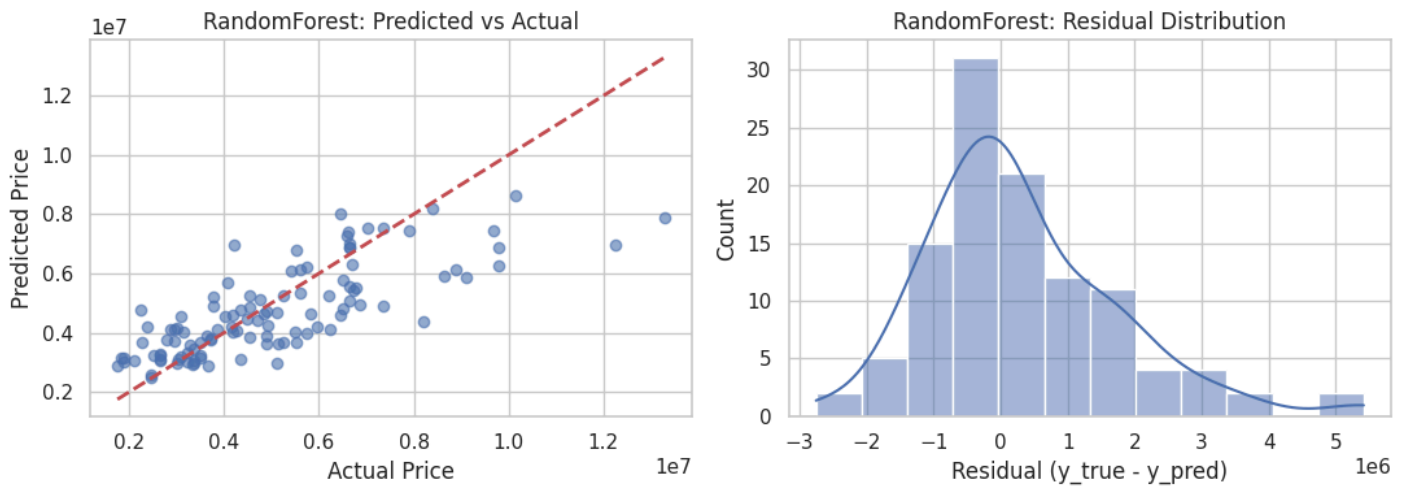 RandomForest: Predicted vs Actual
1e7
Predicted Price
1.2
1.0
0.8
0.6
0.4
0.2
0.2 0.4 0.6 0.8 1.0 1.2
1e7
Actual Price
RandomForest: Residual Distribution
Count
30
25
20
15
10
5
0
−3 −2 −1 0 1 2 3 4 5
1e6
Residual (y_true - y_pred)